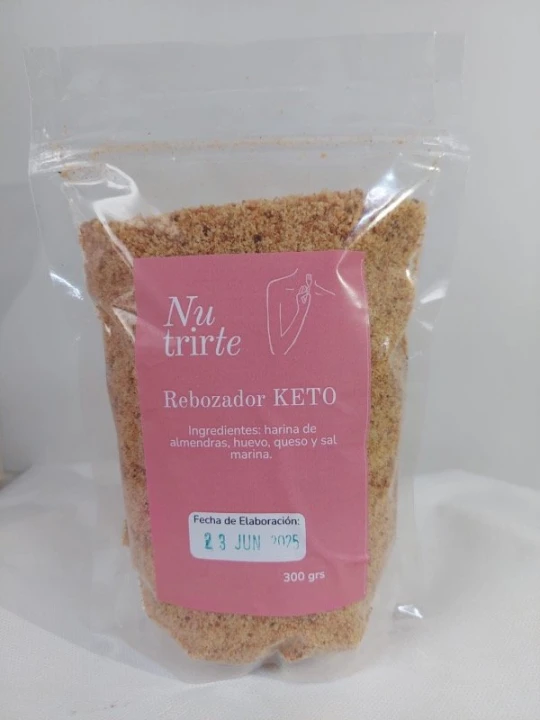 Nu
trirte
Rebozador KETO
Ingredientes: harina de
almendras, huevo, queso y sal
marina.
Fecha de Elaboración:
23 JUN 2025
300 grs